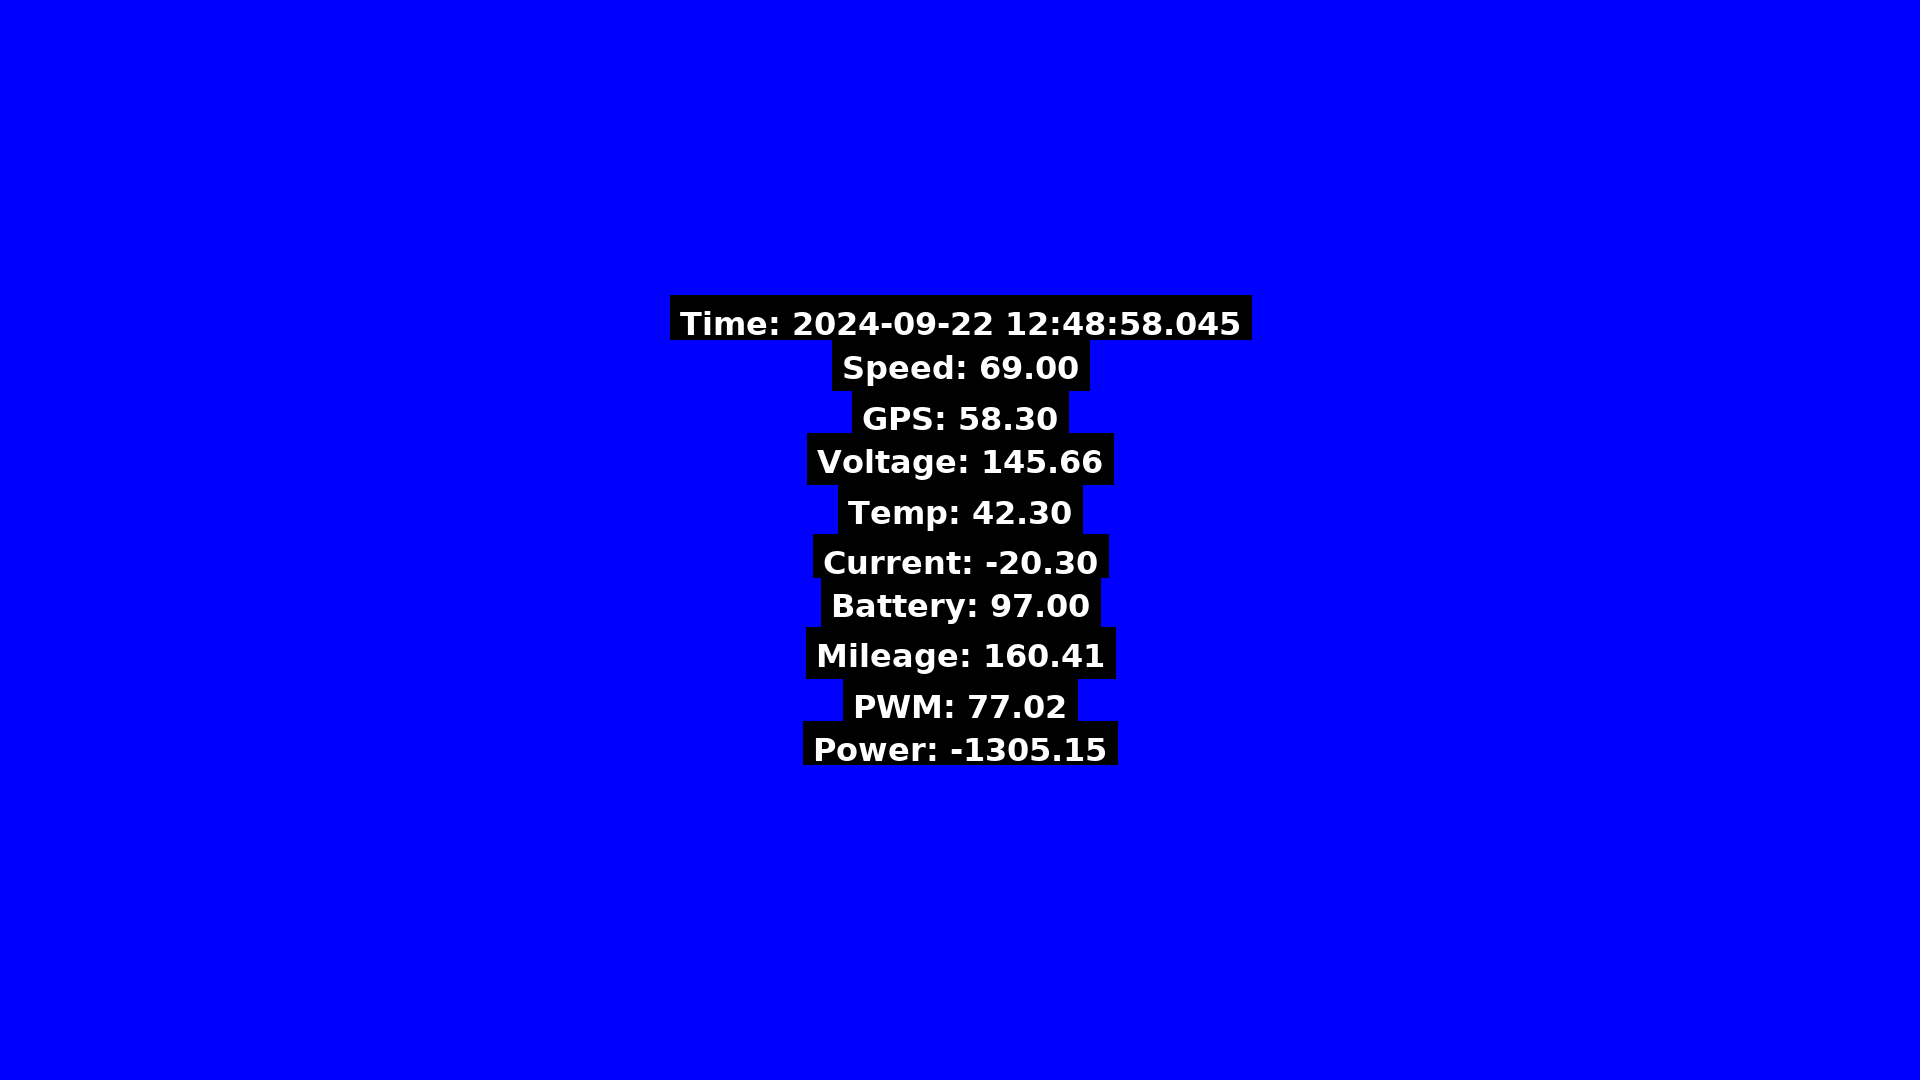 Time: 2024-09-22 12:48:58.045
Speed: 69.00
GPS: 58.30
Voltage: 145.66
Temp: 42.30
Current: -20.30
Battery: 97.00
Mileage: 160.41
PWM: 77.02
Power: -1305.15